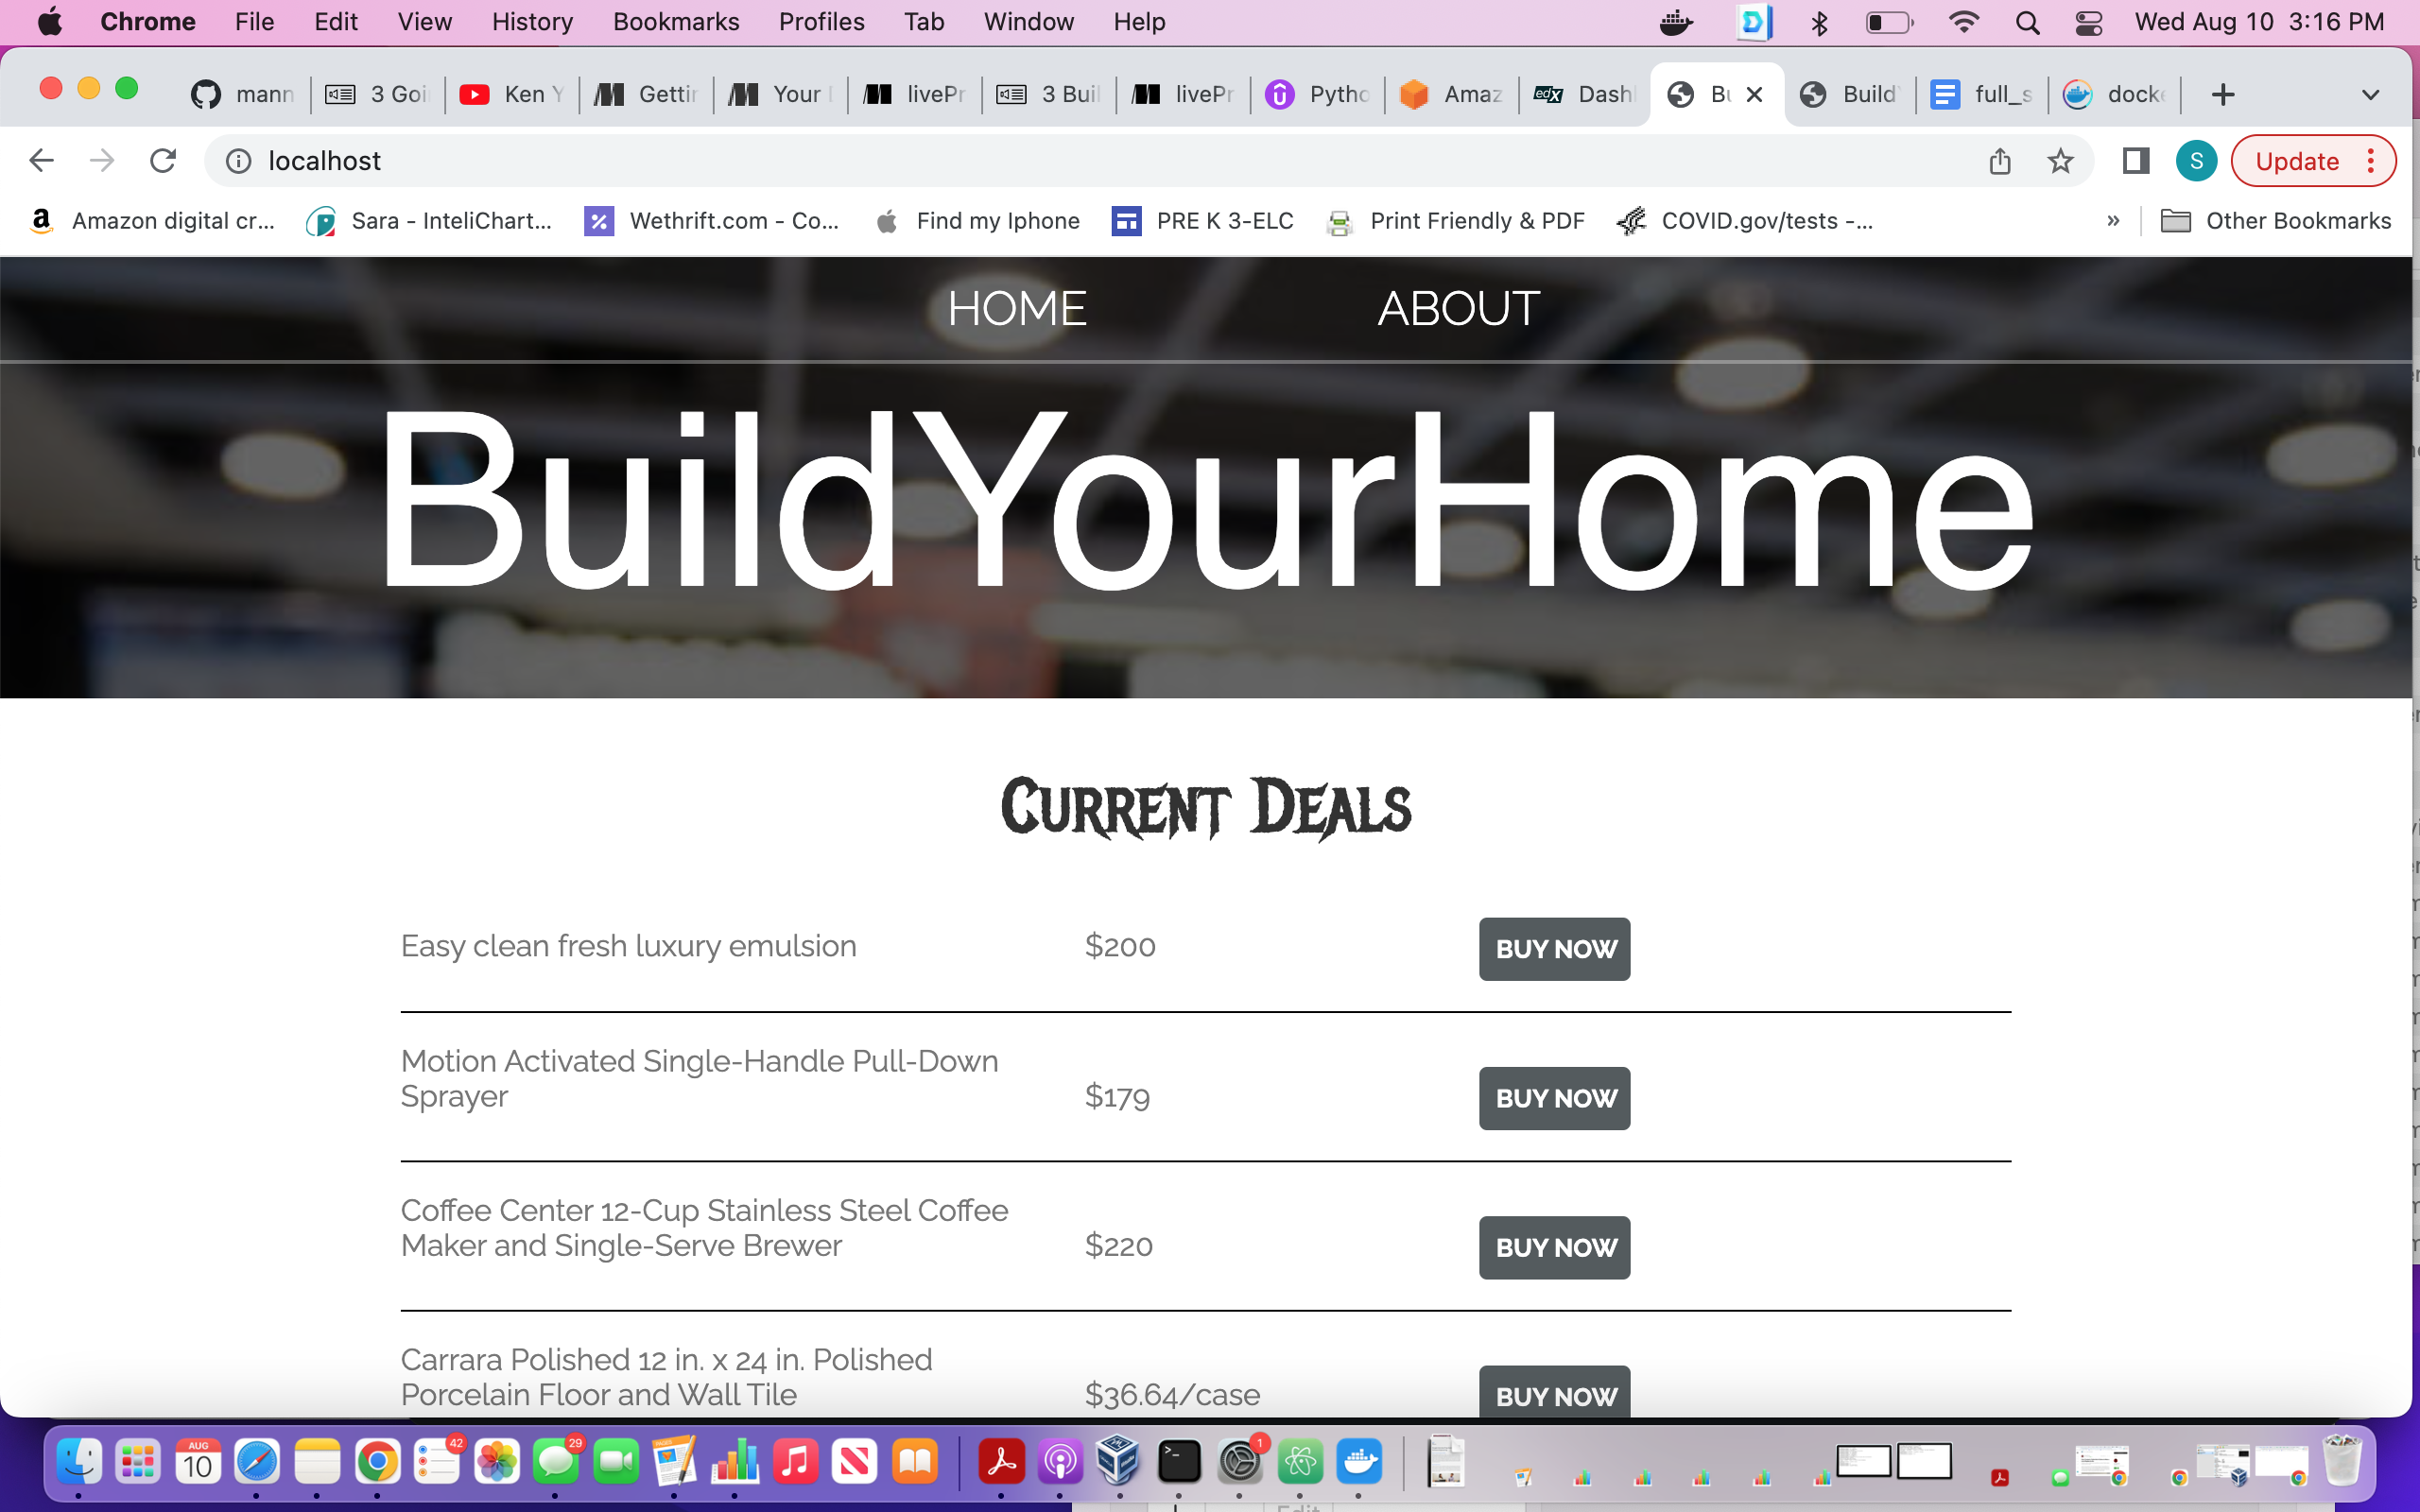 Chrome File Edit View History Bookmarks Profiles Tab Window Help Wed Aug 10 3:16 PM
mann 3 Goi Ken Y Gettin Your livePr 3 Buil livePr Pytho Amaz edX Dash Bu Build full_s dock
localhost S Update
Amazon digital cr... Sara - InteliChart... Wethrift.com - Co... Find my Iphone PRE K 3-ELC Print Friendly & PDF COVID.gov/tests -... » Other Bookmarks
HOME ABOUT
BuildYourHome
Current Deals
Easy clean fresh luxury emulsion $200 BUY NOW
Motion Activated Single-Handle Pull-Down
Sprayer $179 BUY NOW
Coffee Center 12-Cup Stainless Steel Coffee
Maker and Single-Serve Brewer $220 BUY NOW
Carrara Polished 12 in. x 24 in. Polished
Porcelain Floor and Wall Tile $36.64/case BUY NOW
AUG
10
42
29
1